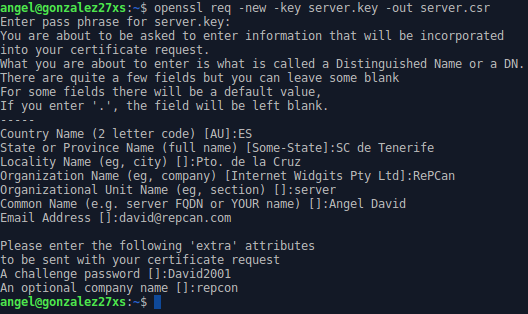 angel@gonzalez27xs:~$ openssl req -new -key server.key -out server.csr
Enter pass phrase for server.key:
You are about to be asked to enter information that will be incorporated
into your certificate request.
What you are about to enter is what is called a Distinguished Name or a DN.
There are quite a few fields but you can leave some blank
For some fields there will be a default value,
If you enter '.', the field will be left blank.
-----
Country Name (2 letter code) [AU]:ES
State or Province Name (full name) [Some-State]:SC de Tenerife
Locality Name (eg, city) []:Pto. de la Cruz
Organization Name (eg, company) [Internet Widgits Pty Ltd]:RePCan
Organizational Unit Name (eg, section) []:server
Common Name (e.g. server FQDN or YOUR name) []:Angel David
Email Address []:david@repcan.com

Please enter the following 'extra' attributes
to be sent with your certificate request
A challenge password []:David2001
An optional company name []:repcon
angel@gonzalez27xs:~$